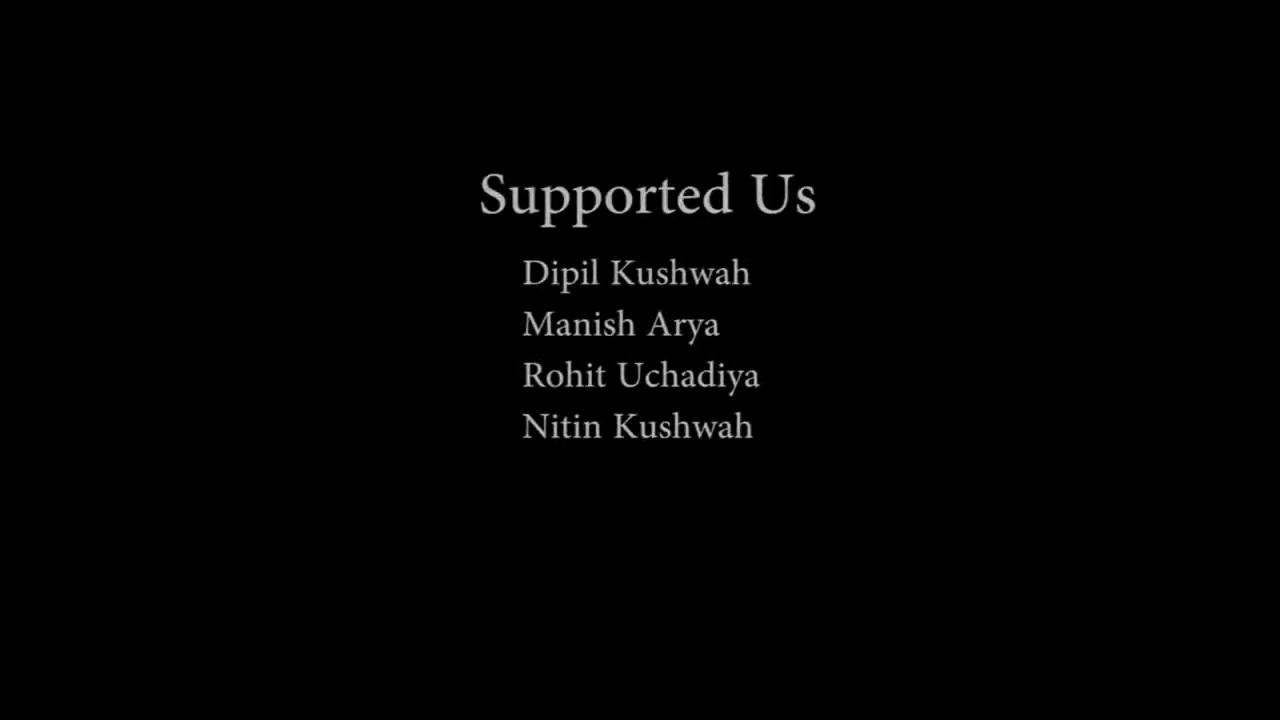 Supported Us
Dipil Kushwah
Manish Arya
Rohit Uchadiya
Nitin Kushwah